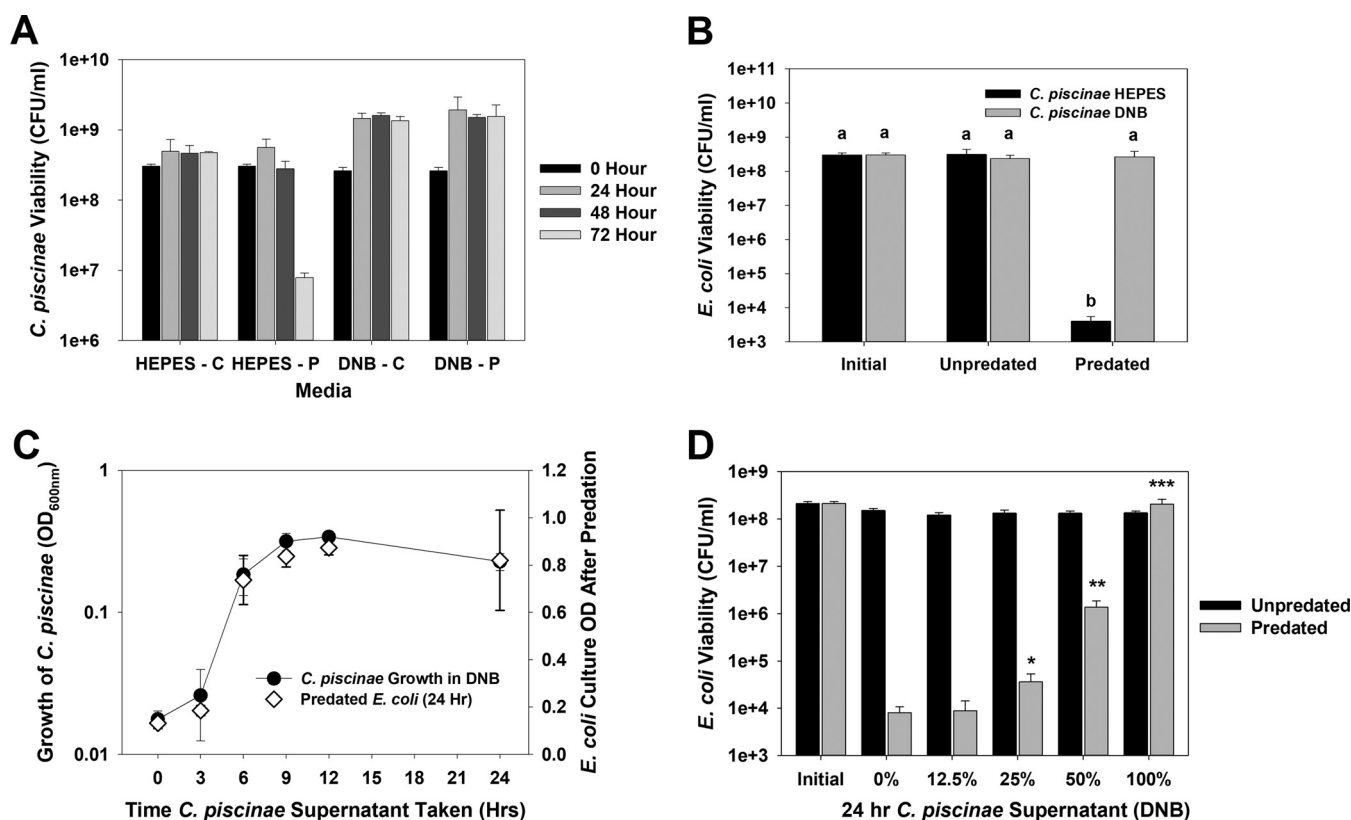 A
C. piscinae Viability (CFU/ml)
1e+10
1e+9
1e+8
1e+7
1e+6
HEPES - C HEPES - P DNB - C DNB - P
Media
0 Hour
24 Hour
48 Hour
72 Hour
B
E. coli Viability (CFU/ml)
1e+11
1e+10
1e+9
1e+8
1e+7
1e+6
1e+5
1e+4
1e+3
C. piscinae HEPES
C. piscinae DNB
a a a a a
b
Initial Unpredated Predated
C
Growth of C. piscinae (OD600nm)
1
0.1
0.01
C. piscinae Growth in DNB
Predated E. coli (24 Hr)
1.2
1.0
0.8
0.6
0.4
0.2
0.0
E. coli Culture OD After Predation
0 3 6 9 12 15 18 21 24
Time C. piscinae Supernatant Taken (Hrs)
D
E. coli Viability (CFU/ml)
1e+9
1e+8
1e+7
1e+6
1e+5
1e+4
1e+3
***
**
*
Initial 0% 12.5% 25% 50% 100%
24 hr C. piscinae Supernatant (DNB)
Unpredated
Predated